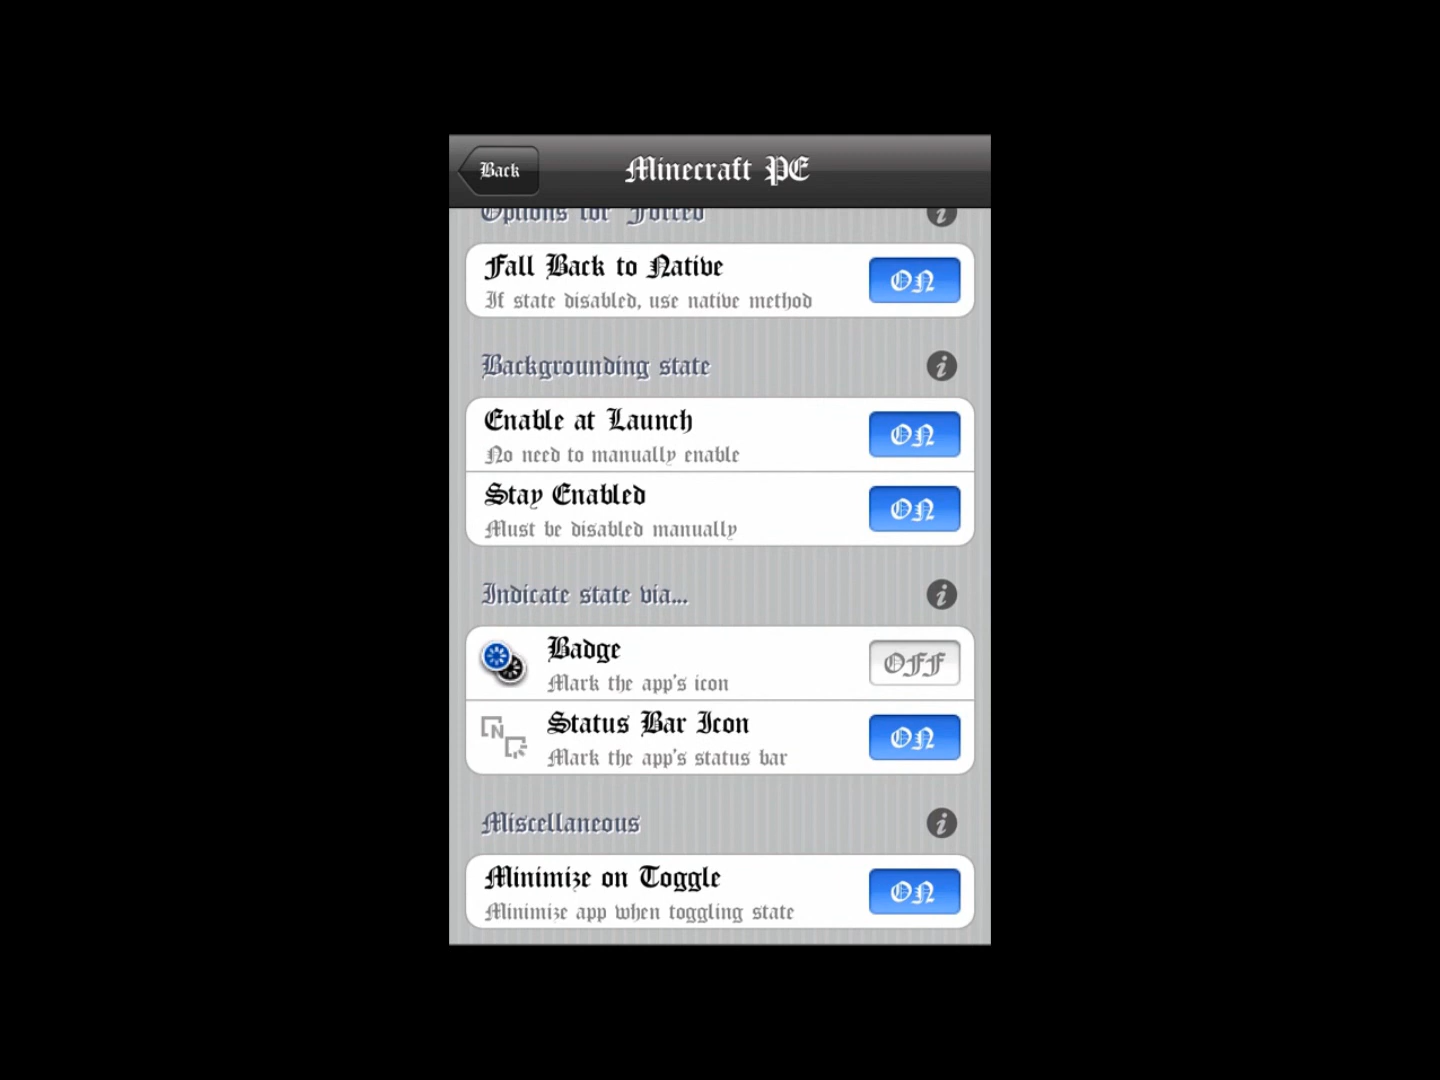 Back
Minecraft PE
Options for "Forced"
Fall Back to Native
ON
If state disabled, use native method
Backgrounding state
Enable at Launch
ON
No need to manually enable
Stay Enabled
ON
Must be disabled manually
Indicate state via...
Badge
OFF
Mark the app's icon
N
Status Bar Icon
ON
Mark the app's status bar
Miscellaneous
Minimize on Toggle
ON
Minimize app when toggling state